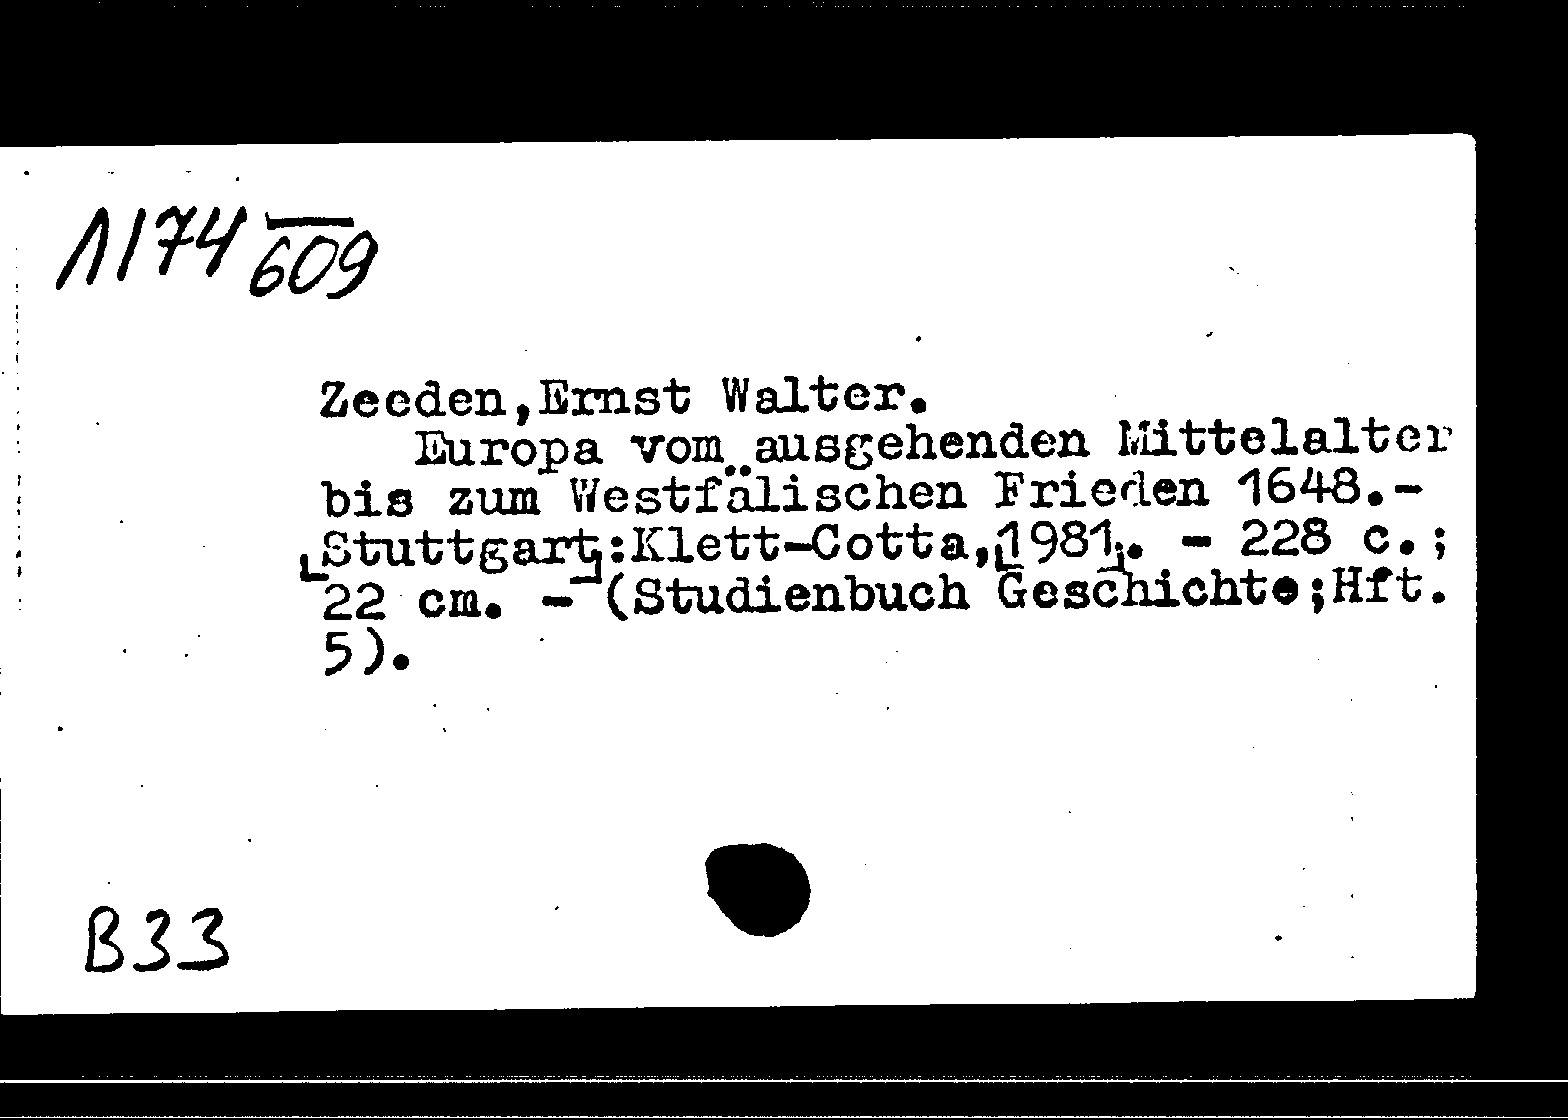 Л174 609
Zeeden,Ernst Walter.
Europa vom ausgehenden Mittelalter
bis zum Westfälischen Frieden 1648.-
[Stuttgart]:Klett-Cotta,[1981]. - 228 c.;
22 cm. - (Studienbuch Geschichte;Hft.
5).
B33